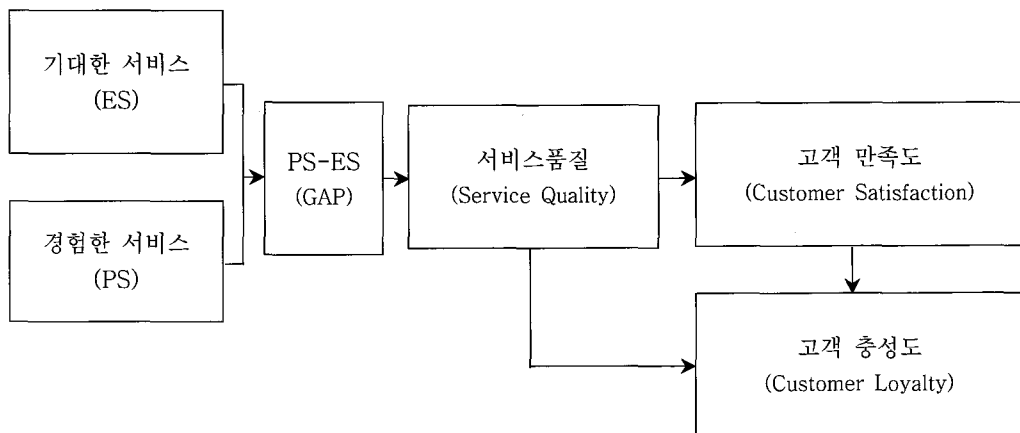 기대한 서비스
(ES)
경험한 서비스
(PS)
PS-ES
(GAP)
서비스품질
(Service Quality)
고객 만족도
(Customer Satisfaction)
고객 충성도
(Customer Loyalty)